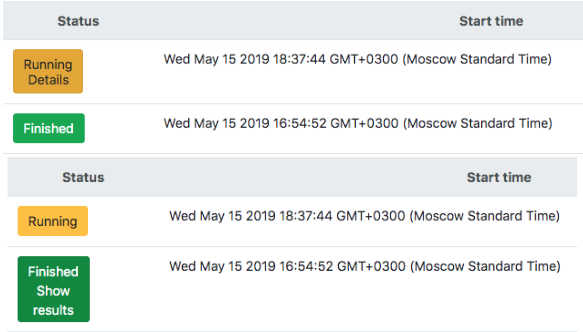 Status Start time
Running
Details
Wed May 15 2019 18:37:44 GMT+0300 (Moscow Standard Time)
Finished
Wed May 15 2019 16:54:52 GMT+0300 (Moscow Standard Time)
Status Start time
Running
Wed May 15 2019 18:37:44 GMT+0300 (Moscow Standard Time)
Finished
Show
results
Wed May 15 2019 16:54:52 GMT+0300 (Moscow Standard Time)